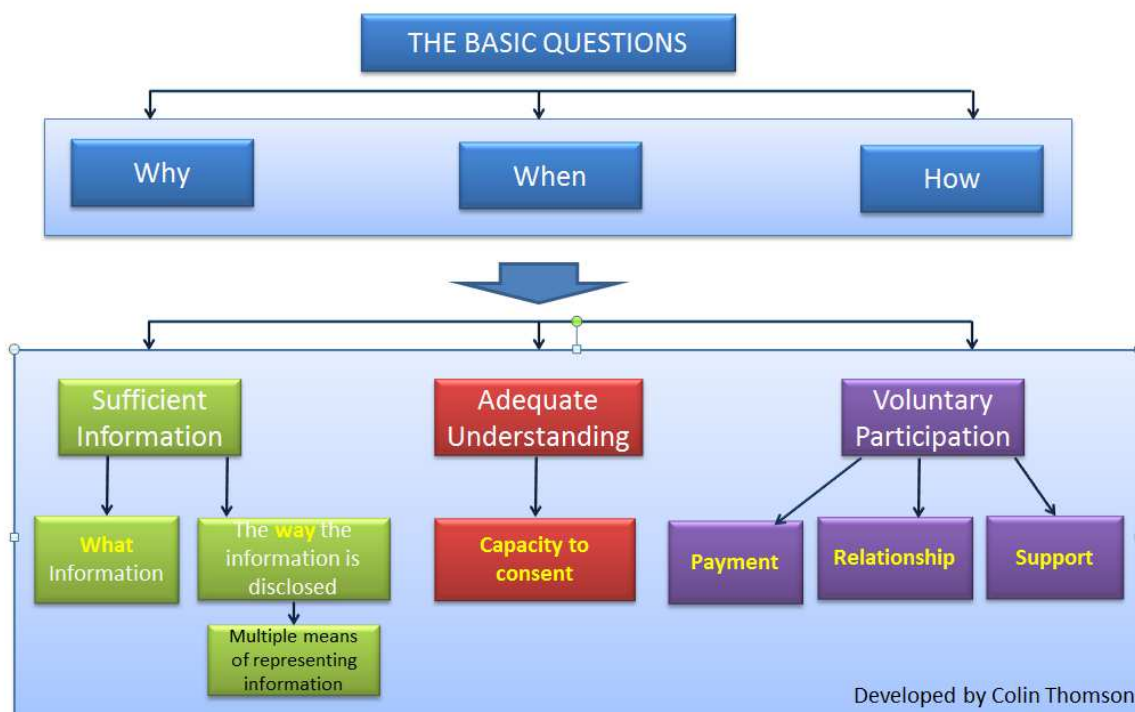 THE BASIC QUESTIONS
Why
When
How
Sufficient
Information
Adequate
Understanding
Voluntary
Participation
What
Information
The way the
information is
disclosed
Capacity to
consent
Payment
Relationship
Support
Multiple means
of representing
information
Developed by Colin Thomson